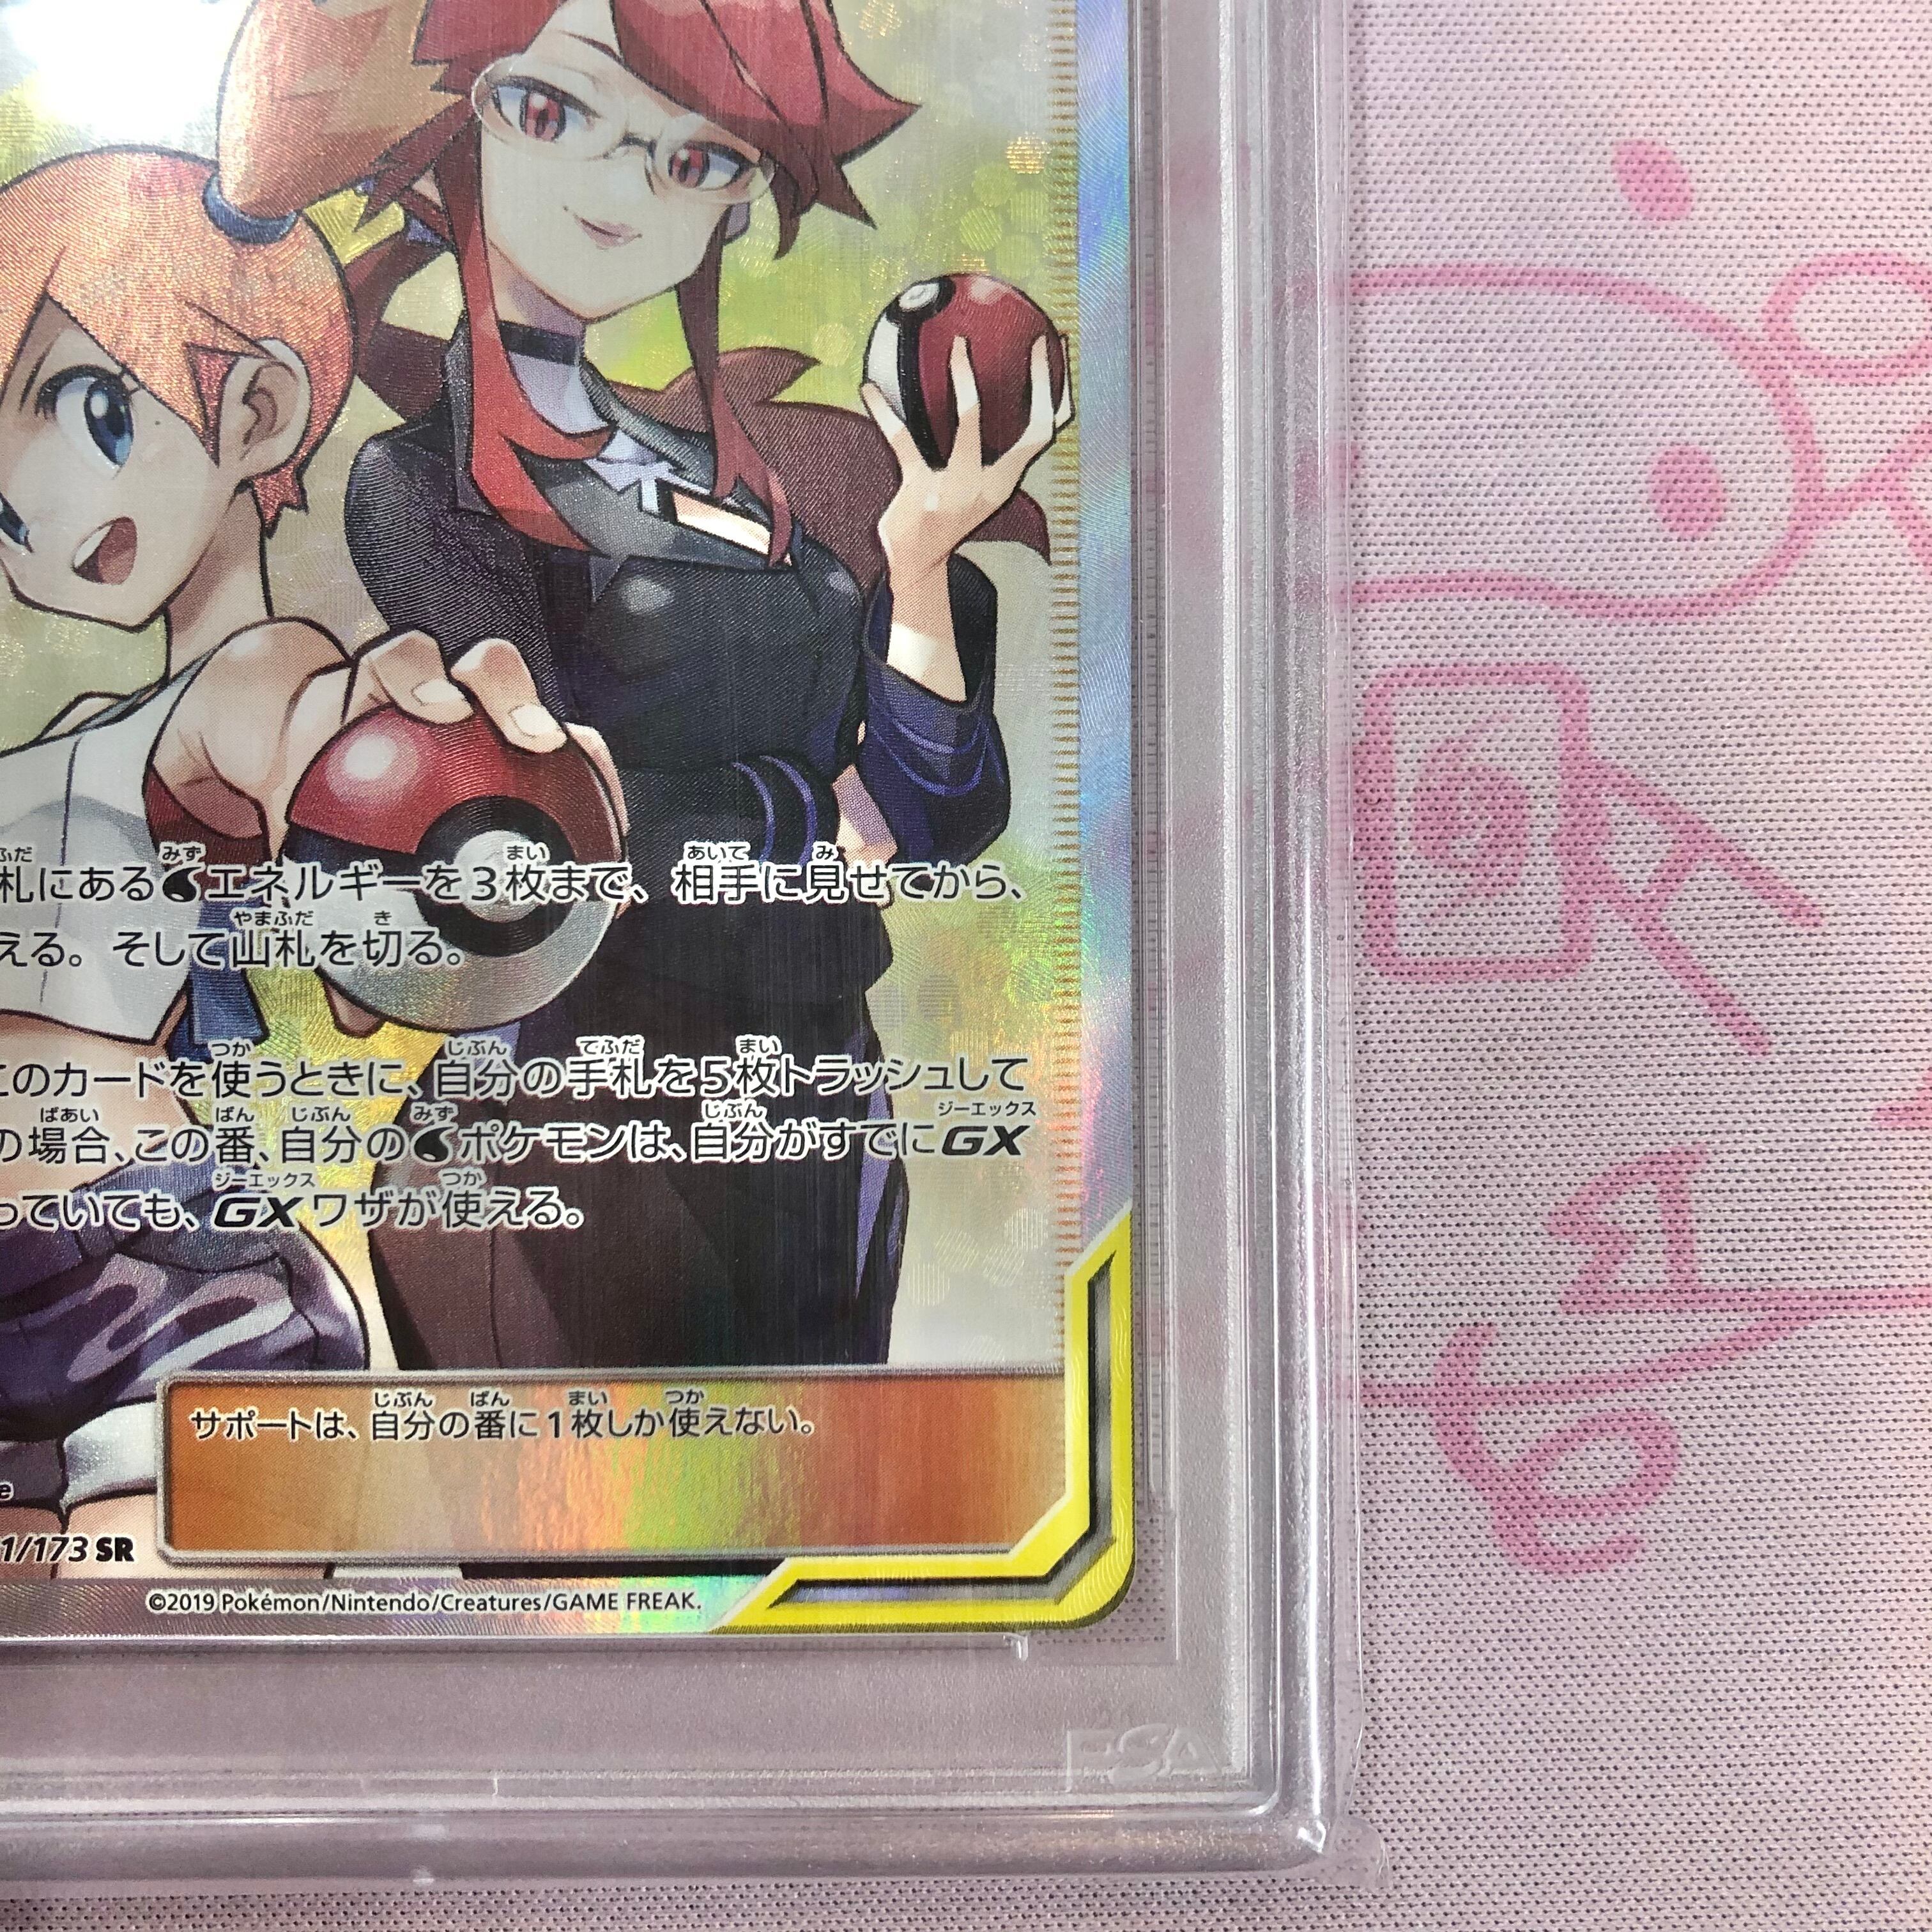 札にある エネルギーを3枚まで、相手に見せてから、
える。そして山札を切る。
このカードを使うときに、自分の手札を5枚トラッシュして
の場合、この番、自分の ポケモンは、自分がすでにGX
っていても、GXワザが使える。
サポートは、自分の番に1枚しか使えない。
1/173 SR
©2019 Pokémon/Nintendo/Creatures/GAME FREAK.
PSA